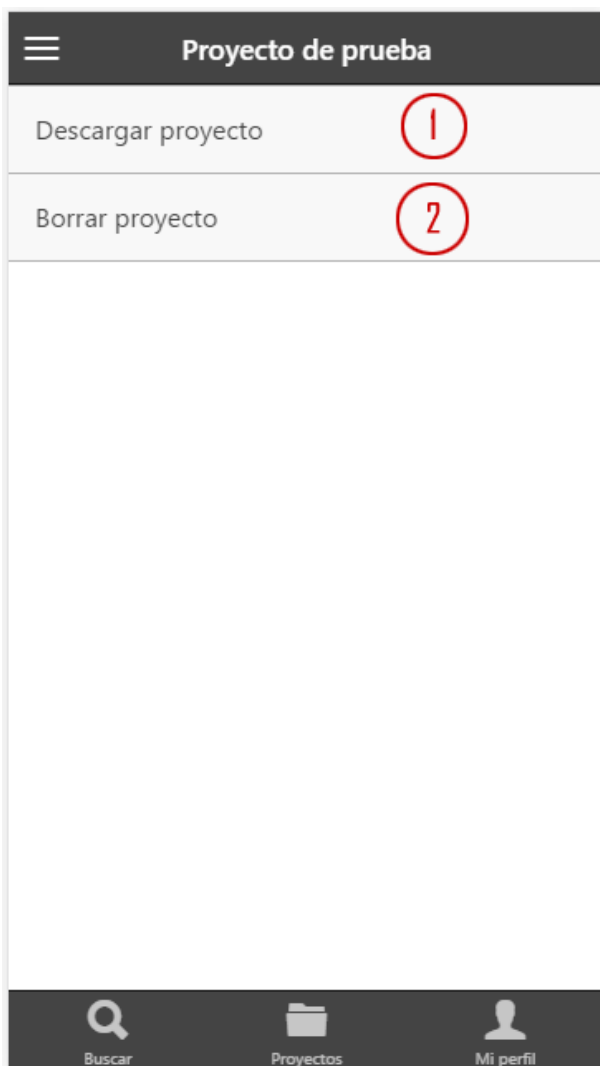 Proyecto de prueba
Descargar proyecto 1
Borrar proyecto 2
Buscar Proyectos Mi perfil